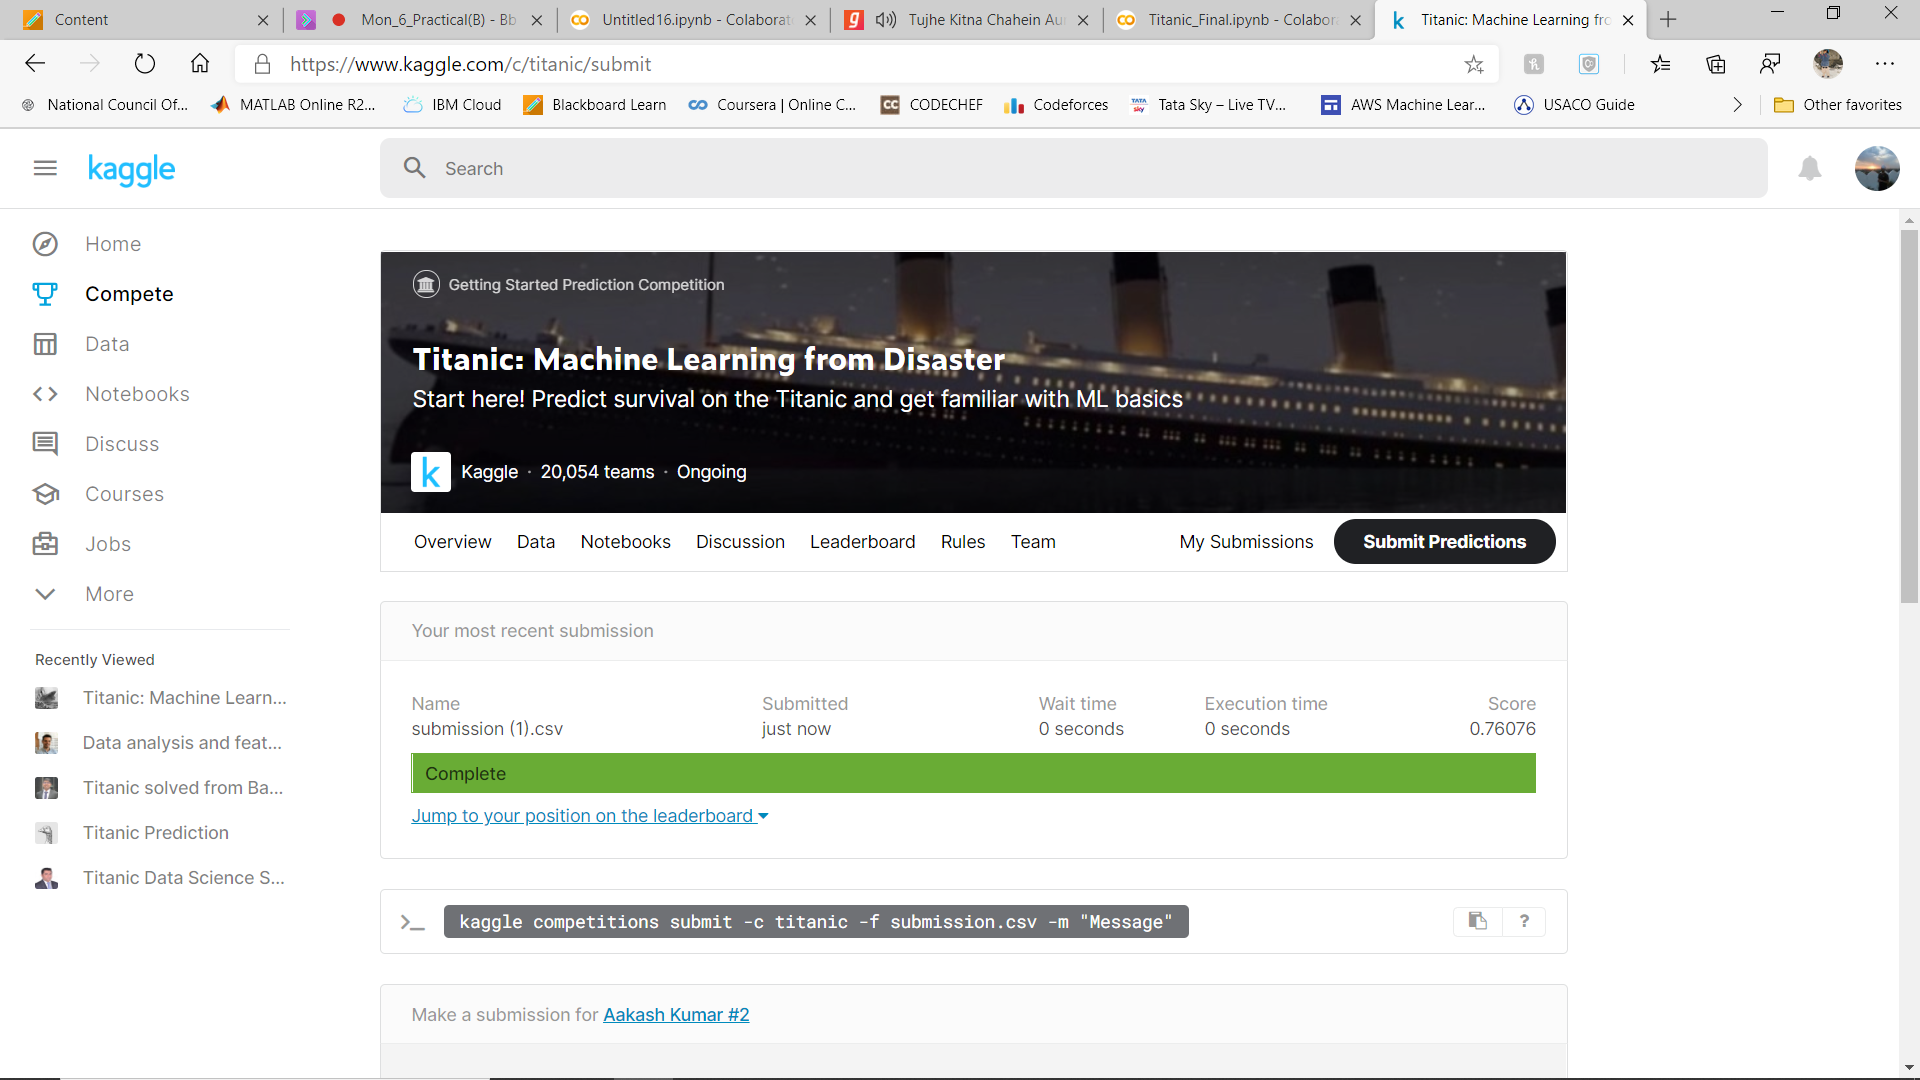 Content
Mon_6_Practical(B) - Bb
Untitled16.ipynb - Colaborat
Tujhe Kitna Chahein Au
Titanic_Final.ipynb - Colabor
Titanic: Machine Learning fro
https://www.kaggle.com/c/titanic/submit
National Council Of...
MATLAB Online R2...
IBM Cloud
Blackboard Learn
Coursera | Online C...
CODECHEF
Codeforces
Tata Sky – Live TV...
AWS Machine Lear...
USACO Guide
Other favorites
kaggle
Search
Home
Compete
Data
Notebooks
Discuss
Courses
Jobs
More
Recently Viewed
Titanic: Machine Learn...
Data analysis and feat...
Titanic solved from Ba...
Titanic Prediction
Titanic Data Science S...
Getting Started Prediction Competition
Titanic: Machine Learning from Disaster
Start here! Predict survival on the Titanic and get familiar with ML basics
k Kaggle · 20,054 teams · Ongoing
Overview Data Notebooks Discussion Leaderboard Rules Team My Submissions Submit Predictions
Your most recent submission
Name Submitted Wait time Execution time Score
submission (1).csv just now 0 seconds 0 seconds 0.76076
Complete
Jump to your position on the leaderboard
>_ kaggle competitions submit -c titanic -f submission.csv -m "Message" ?
Make a submission for Aakash Kumar #2